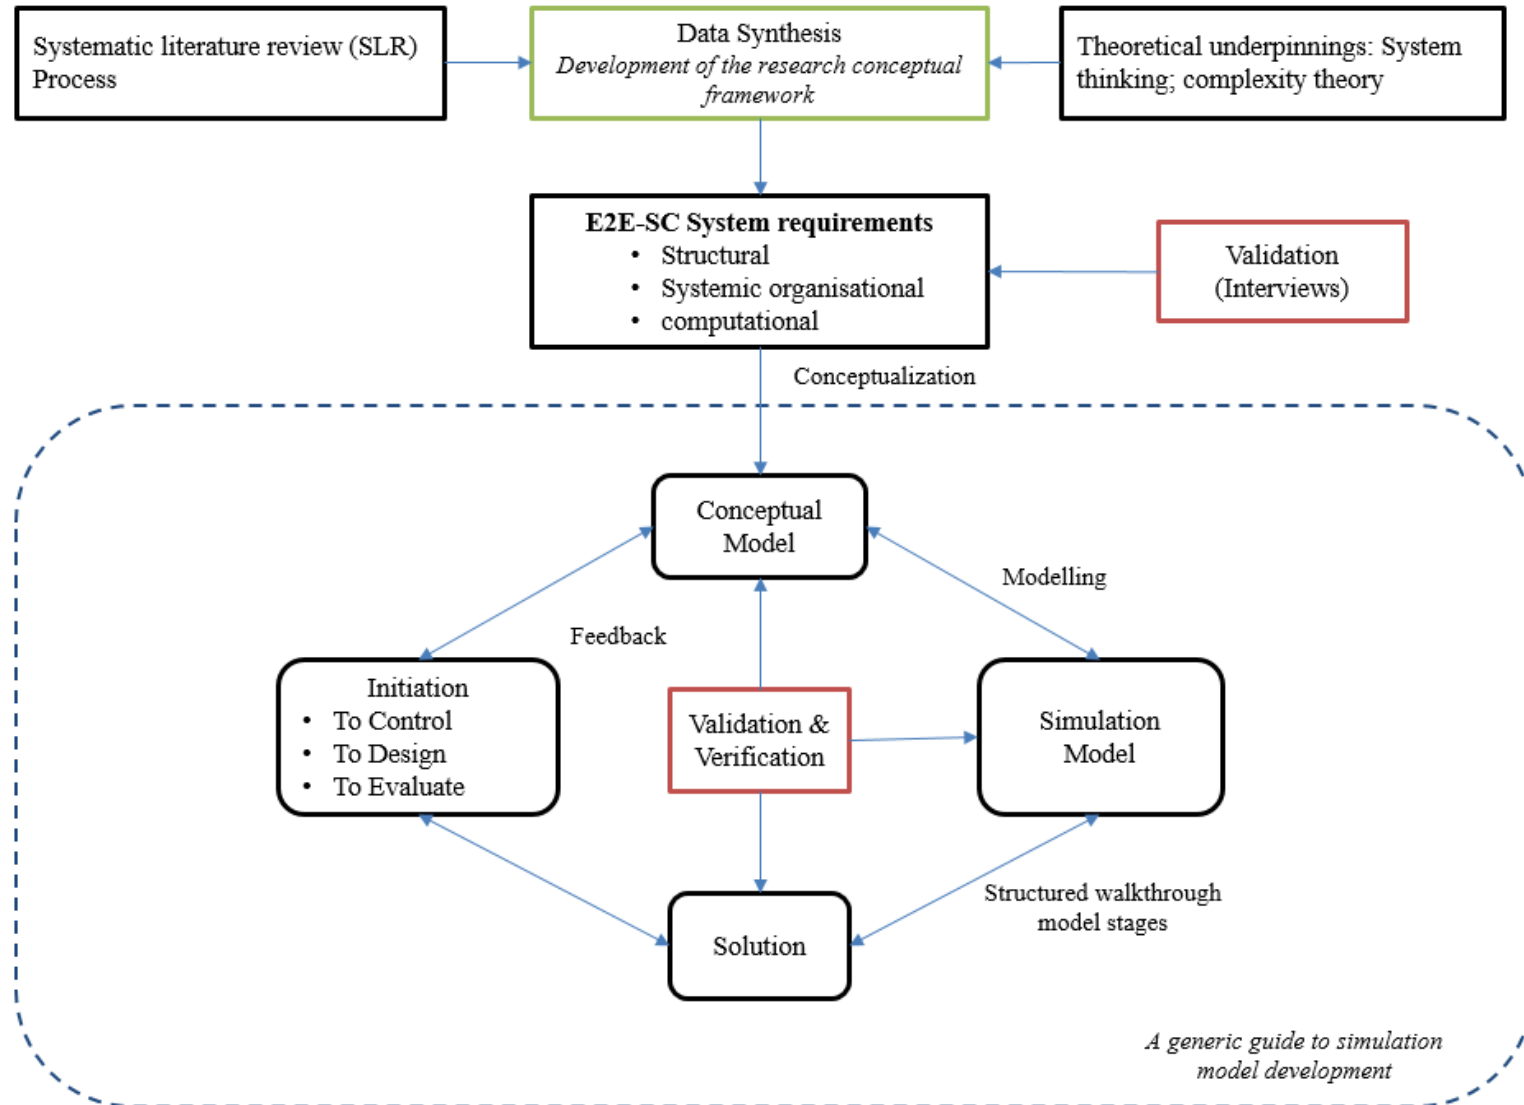 Systematic literature review (SLR)
Process
Data Synthesis
Development of the research conceptual
framework
Theoretical underpinnings: System
thinking; complexity theory
E2E-SC System requirements
• Structural
• Systemic organisational
• computational
Validation
(Interviews)
Conceptualization
Conceptual
Model
Modelling
Feedback
Initiation
• To Control
• To Design
• To Evaluate
Validation &
Verification
Simulation
Model
Structured walkthrough
model stages
Solution
A generic guide to simulation
model development